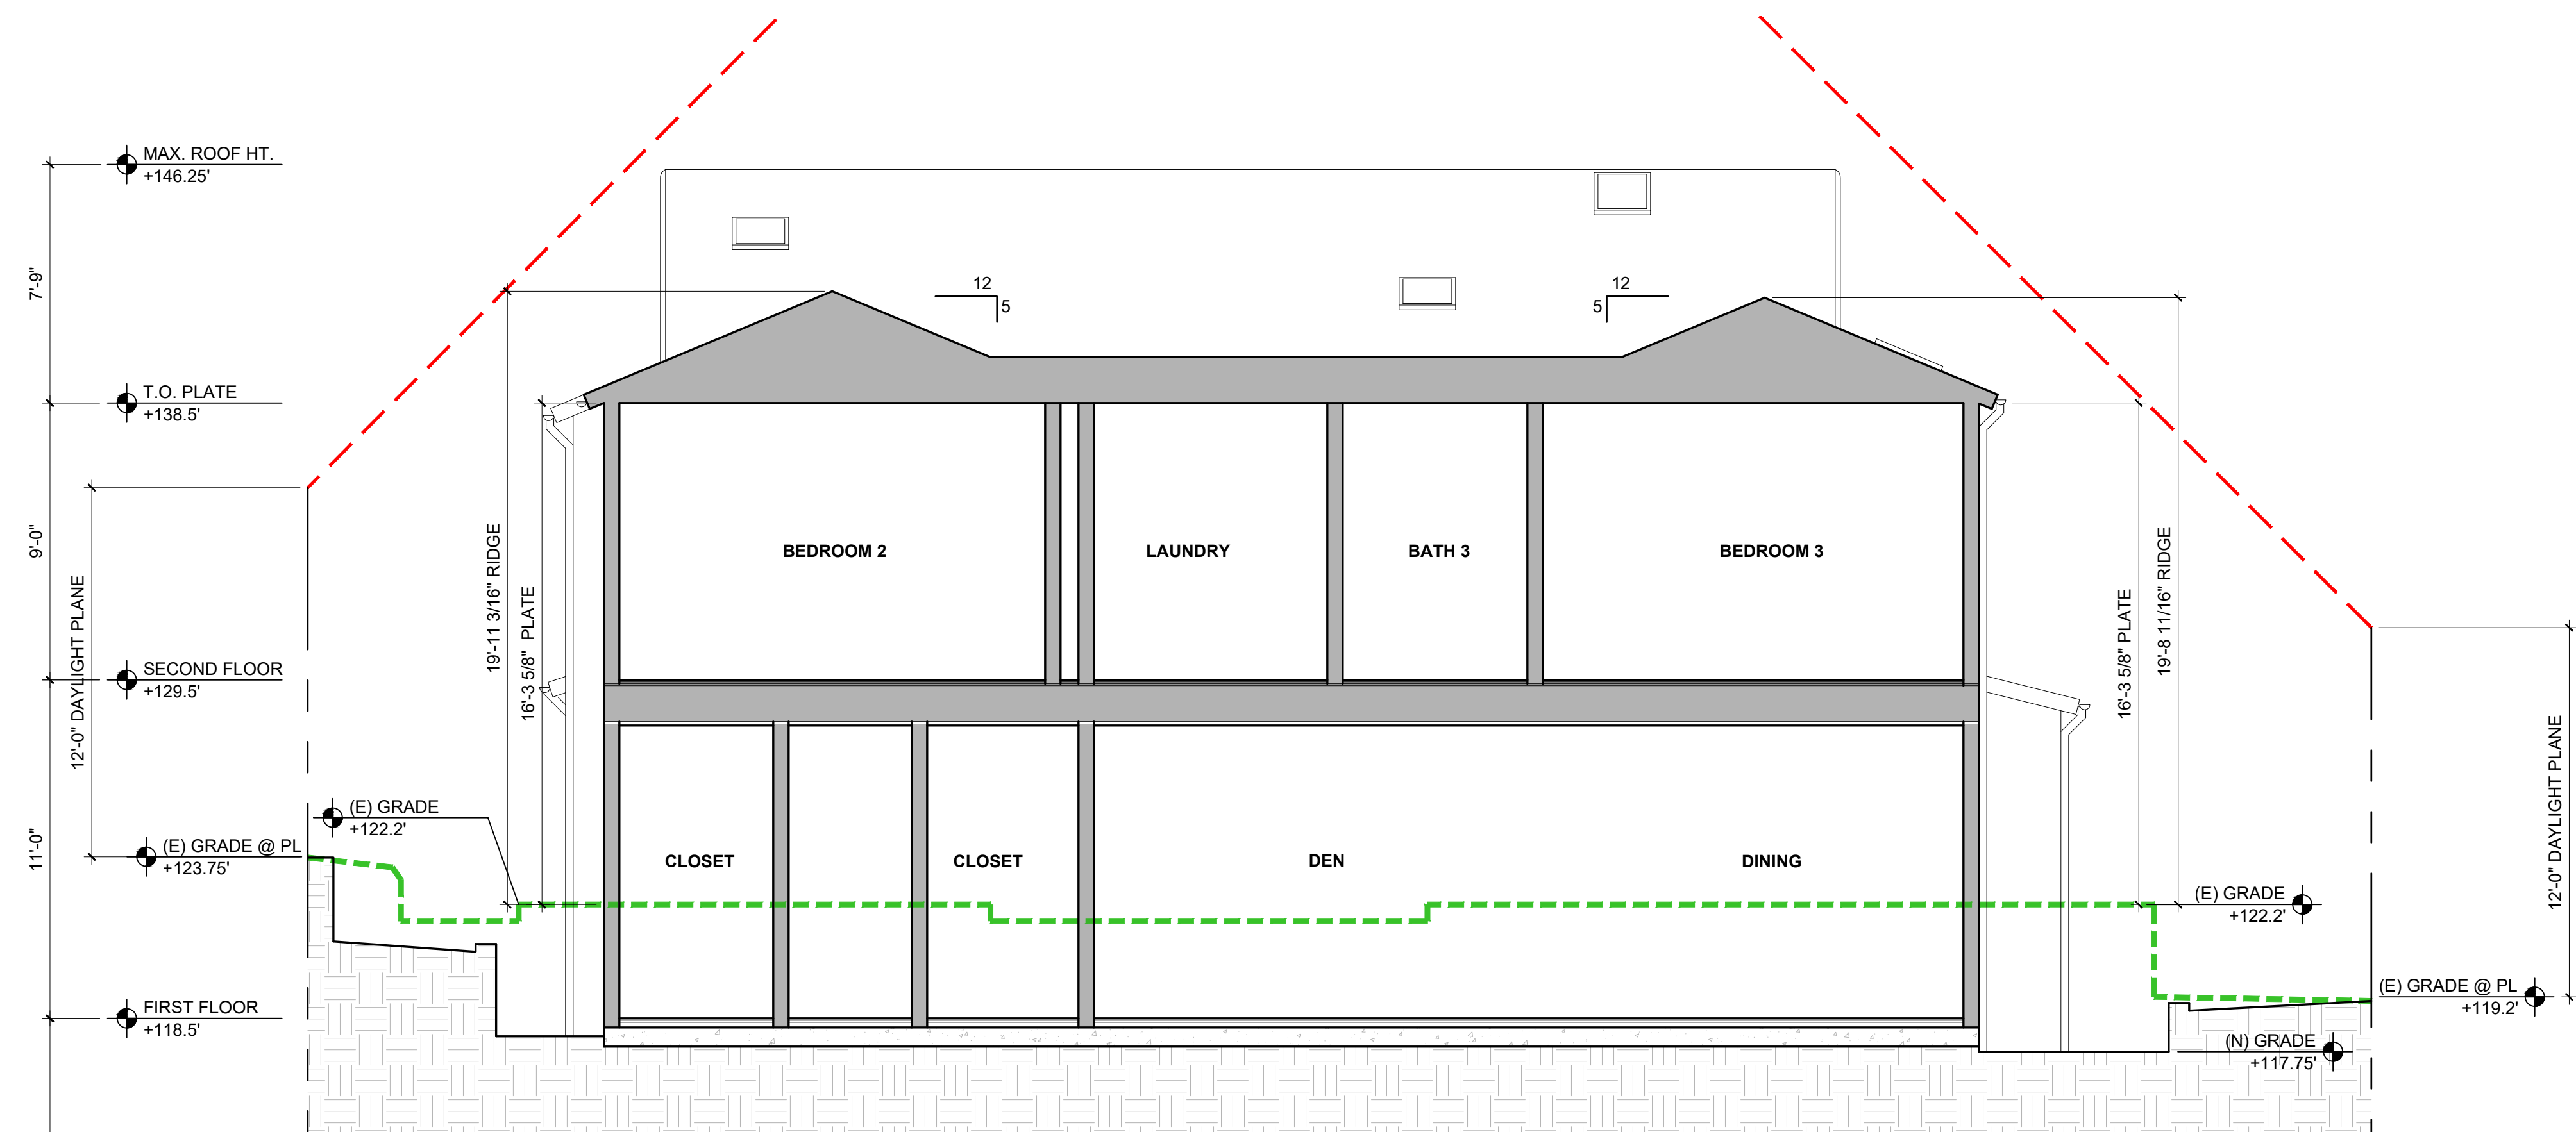 MAX. ROOF HT.
+146.25'
7'-9"
12
5
12
5
T.O. PLATE
+138.5'
9'-0"
12'-0" DAYLIGHT PLANE
19'-11 3/16" RIDGE
16'-3 5/8" PLATE
BEDROOM 2
LAUNDRY
BATH 3
BEDROOM 3
16'-3 5/8" PLATE
19'-8 11/16" RIDGE
12'-0" DAYLIGHT PLANE
SECOND FLOOR
+129.5'
11'-0"
(E) GRADE
+122.2'
(E) GRADE @ PL
+123.75'
CLOSET
CLOSET
DEN
DINING
(E) GRADE
+122.2'
(E) GRADE @ PL
+119.2'
FIRST FLOOR
+118.5'
(N) GRADE
+117.75'